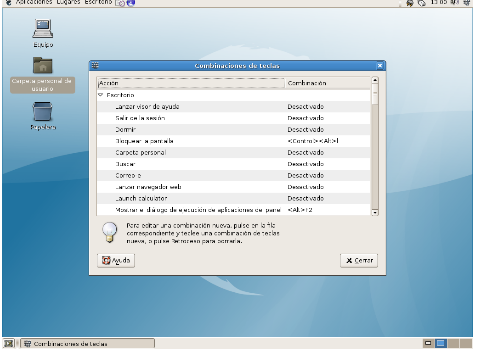 Aplicaciones Lugares Escritorio
Equipo
Carpeta personal de
usuario
Papelera
Combinaciones de teclas
Acción Combinación
Escritorio
Lanzar visor de ayuda Desactivado
Salir de la sesión Desactivado
Dormir Desactivado
Bloquear la pantalla <Control><Alt>l
Carpeta personal Desactivado
Buscar Desactivado
Correo-e Desactivado
Lanzar navegador web Desactivado
Launch calculator Desactivado
Mostrar el diálogo de ejecución de aplicaciones del panel <Alt>F2
Para editar una combinación nueva, pulse en la fila
correspondiente y teclee una combinación de teclas
nueva, o pulse Retroceso para borrarla.
Ayuda
Cerrar
Combinaciones de teclas